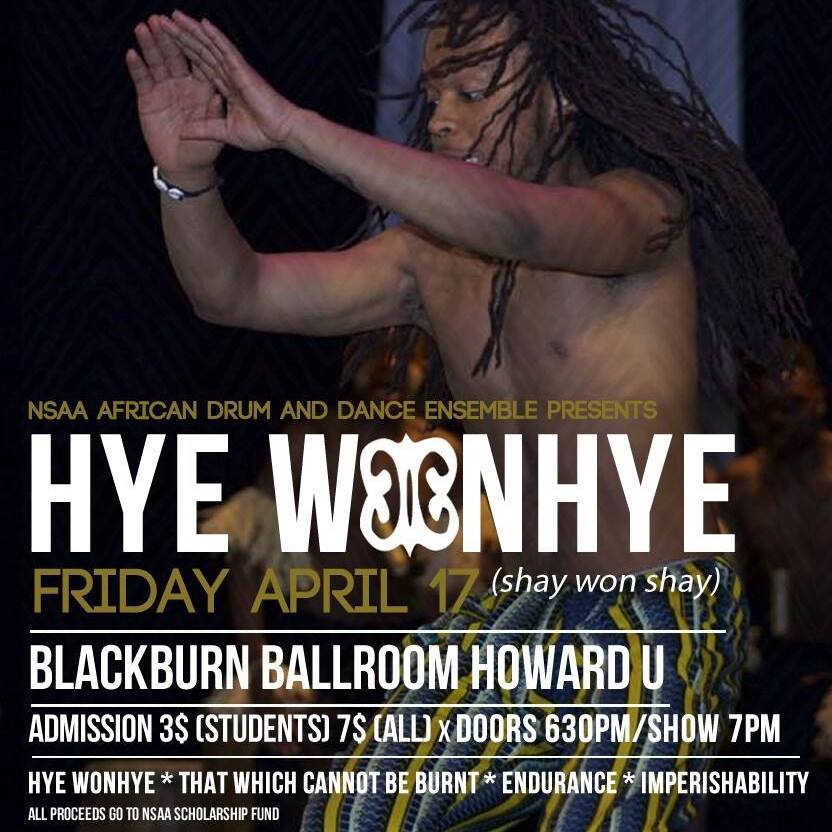 NSAA AFRICAN DRUM AND DANCE ENSEMBLE PRESENTS
HYE WONHYE
FRIDAY APRIL 17 (shay won shay)
BLACKBURN BALLROOM HOWARD U
ADMISSION 3$ (STUDENTS) 7$ (ALL) x DOORS 630PM/SHOW 7PM
HYE WONHYE * THAT WHICH CANNOT BE BURNT * ENDURANCE * IMPERISHABILITY
ALL PROCEEDS GO TO NSAA SCHOLARSHIP FUND